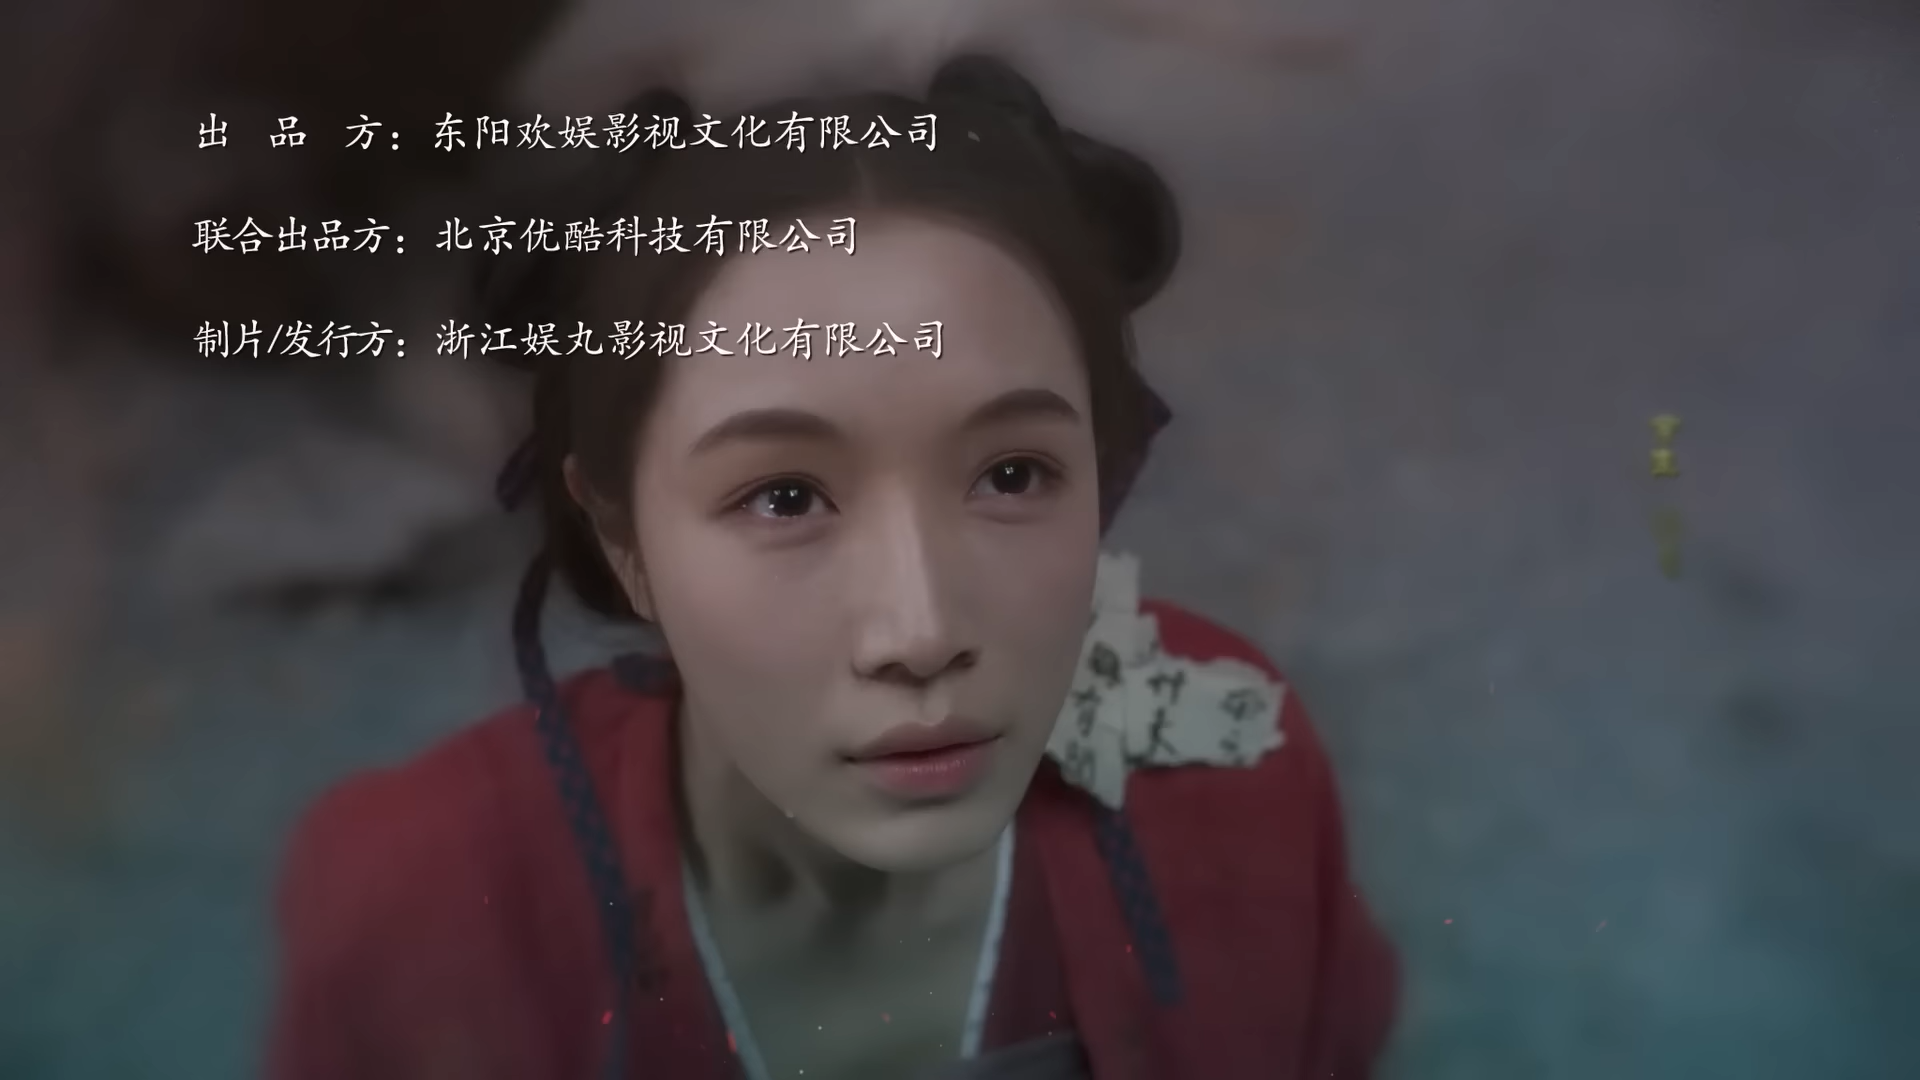 出 品 方：东阳欢娱影视文化有限公司
联合出品方：北京优酷科技有限公司
制片/发行方：浙江娱丸影视文化有限公司